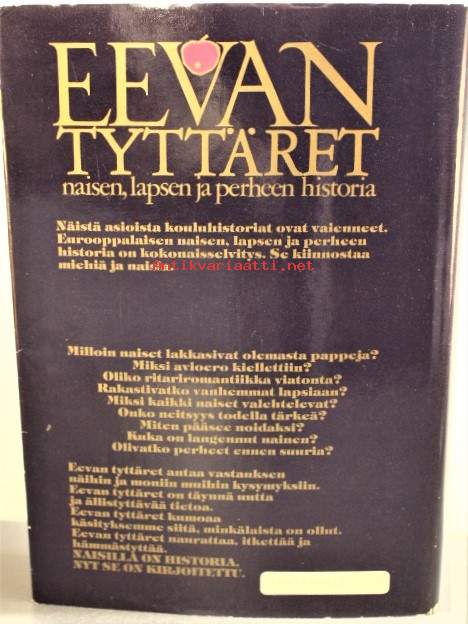 EEVAN
TYTTÄRET
naisen, lapsen ja perheen historia
Näistä asioista kouluhistoriat ovat vaienneet.
Eurooppalaisen naisen, lapsen ja perheen
historia on kokonaisselvitys. Se kiinnostaa
miehiä ja naisia.
Antikvariaatti.net
Milloin naiset lakkasivat olemasta pappeja?
Miksi avioero kiellettiin?
Oliko ritariromantiikka viatonta?
Rakastivatko vanhemmat lapsiaan?
Miksi kaikki naiset valehtelevat?
Onko neitsyys todella tärkeä?
Miten pääsee noidaksi?
Kuka on langennut nainen?
Olivatko perheet ennen suuria?
Eevan tyttäret antaa vastauksen
näihin ja moniin muihin kysymyksiin.
Eevan tyttäret on täynnä uutta
ja ällistyttävää tietoa.
Eevan tyttäret kumoaa
käsityksemme siitä, minkälaista on ollut.
Eevan tyttäret naurattaa, itkettää ja
hämmästyttää.
NAISILLA ON HISTORIA.
NYT SE ON KIRJOITETTU.